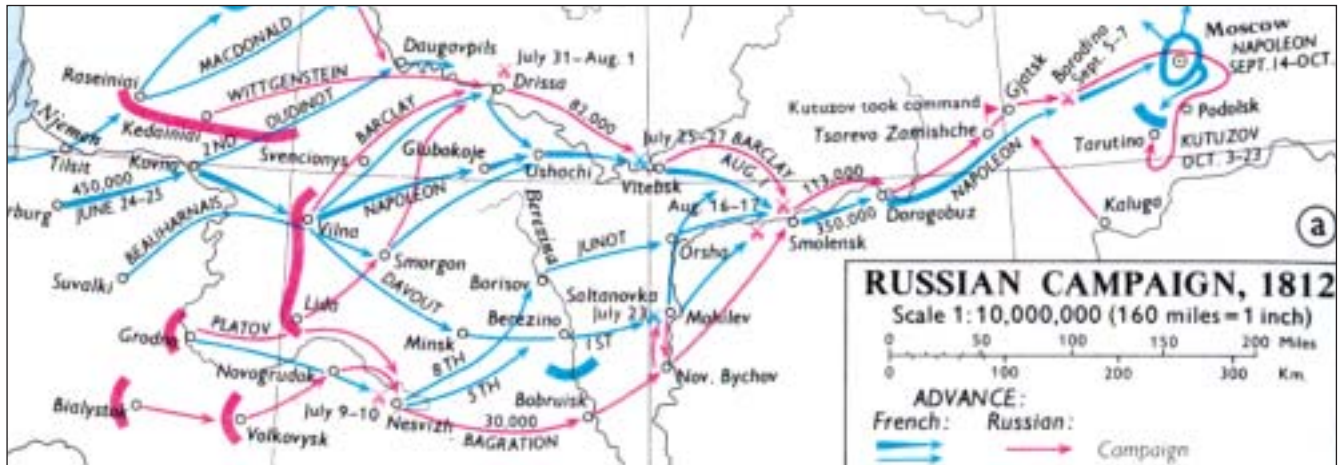 Moscow
NAPOLEON
SEPT. 14-OCT.
Borodino
Sept. 5-7
Gjatsk
Podolsk
Tarutino
KUTUZOV
OCT. 3-23
Kutuzov took command
Tsarevo Zamishche
NAPOLEON
Kaluga
MACDONALD
Raseiniai
WITTGENSTEIN
Kedainiai
2ND OUDINOT
Daugavpils
July 31-Aug. 1
Drissa
82,000
BARCLAY
Njemen
Tilsit
Kovno
Svencionys
450,000
JUNE 24-25
rburg
BEAUHARNAIS
Suvalki
Vilna
NAPOLEON
Glubokoje
Ushachi
July 25-27
Vitebsk
BARCLAY
AUG. 1
113,000
Aug. 16-17
350,000
Smolensk
Dorogobuz
Smorgon
DAVOUT
Berezina
Borisov
JUNOT
Orsha
Lida
Grodno
PLATOV
Minsk
Berezino
Saltanovka
July 23
Mohilev
1ST
8TH
5TH
Novogrudok
Nov. Bychov
Bialystok
Volkovysk
July 9-10
Nesvizh
30,000
BAGRATION
Bobruisk
a
RUSSIAN CAMPAIGN, 1812
Scale 1:10,000,000 (160 miles=1 inch)
0 50 100 150 200 Miles
0 100 200 300 Km.
ADVANCE:
French: Russian:
Campaign